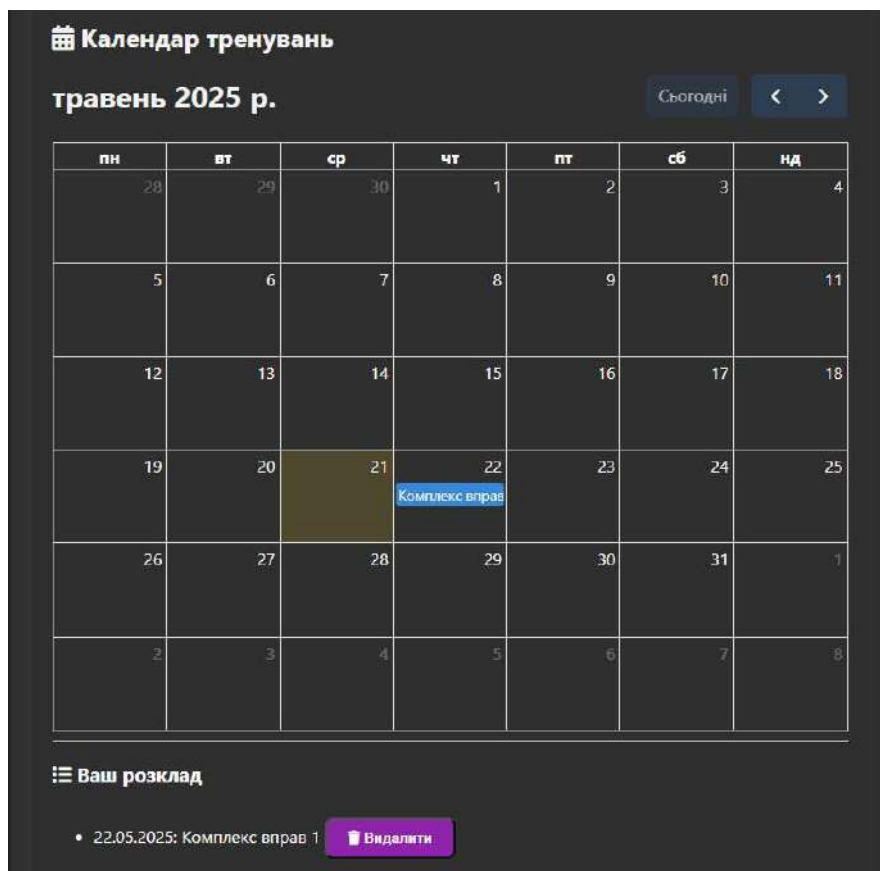 Календар тренувань
травень 2025 р.
Сьогодні
пн вт ср чт пт сб нд
28 29 30 1 2 3 4
5 6 7 8 9 10 11
12 13 14 15 16 17 18
19 20 21 22 23 24 25
Комплекс вправ
26 27 28 29 30 31 1
2 3 4 5 6 7 8
Ваш розклад
• 22.05.2025: Комплекс вправ 1 Видалити